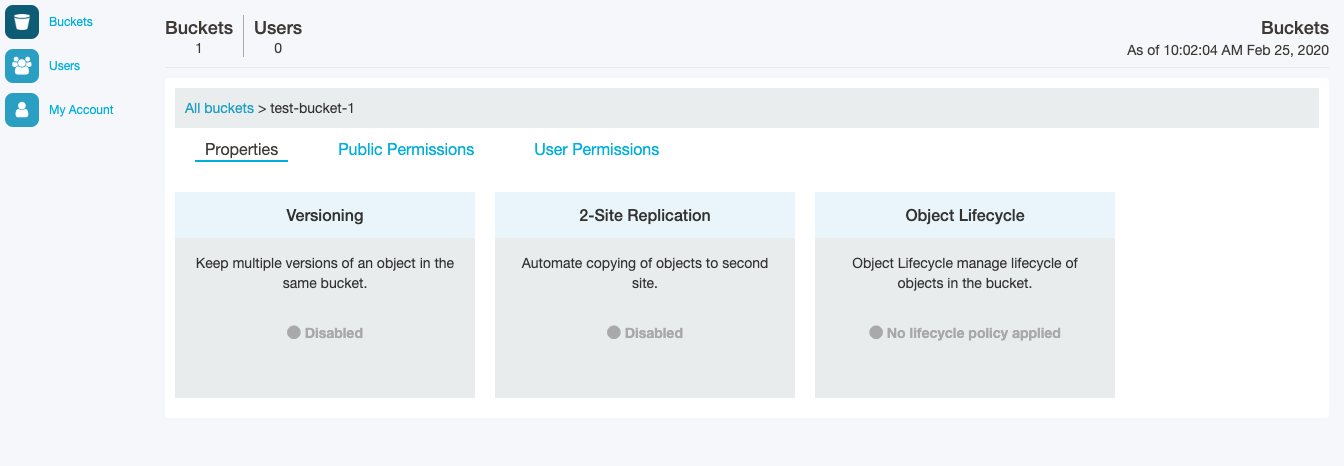 Buckets
Users
My Account
Buckets
1
Users
0
Buckets
As of 10:02:04 AM Feb 25, 2020
All buckets > test-bucket-1
Properties
Public Permissions
User Permissions
Versioning
Keep multiple versions of an object in the
same bucket.
Disabled
2-Site Replication
Automate copying of objects to second
site.
Disabled
Object Lifecycle
Object Lifecycle manage lifecycle of
objects in the bucket.
No lifecycle policy applied